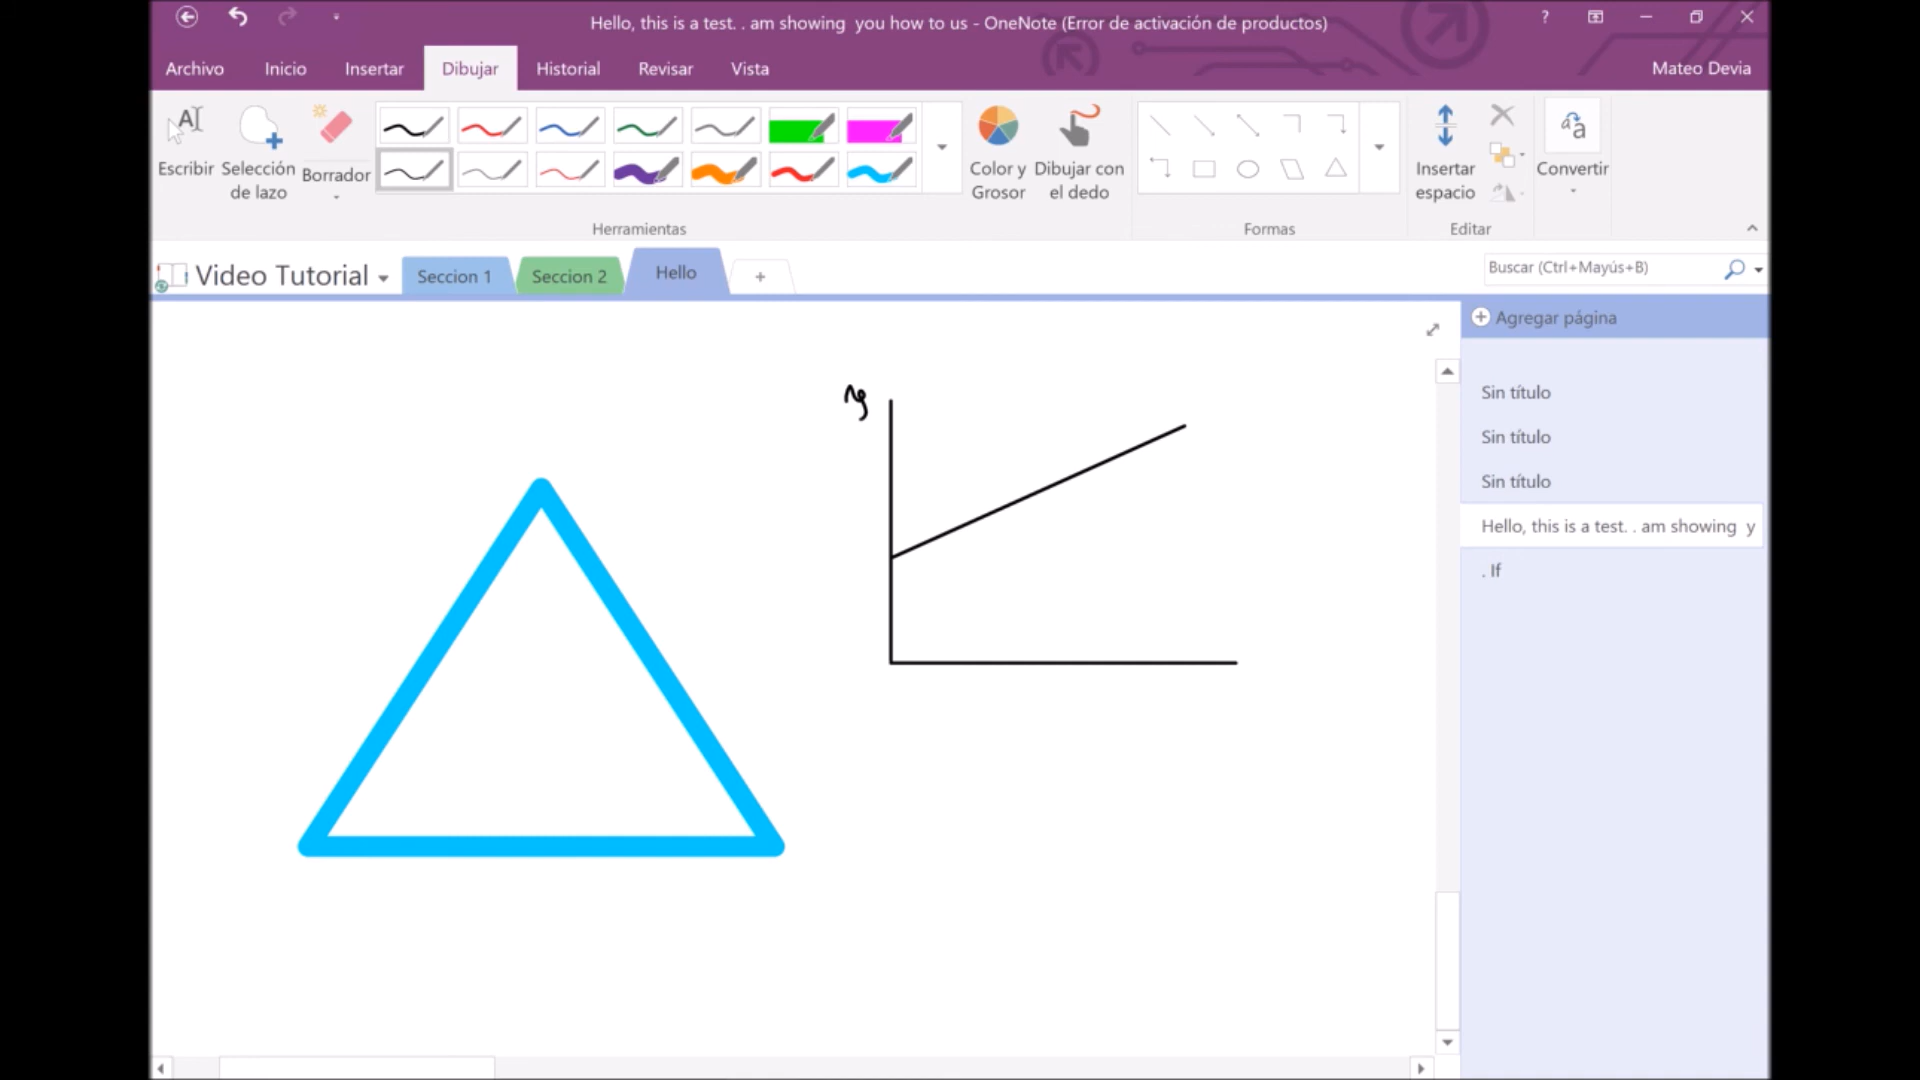 Hello, this is a test. . am showing  you how to us - OneNote (Error de activación de productos)
?
Archivo Inicio Insertar Dibujar Historial Revisar Vista
Mateo Devia
Escribir
Selección de lazo
Borrador
Color y Grosor
Dibujar con el dedo
Insertar espacio
Convertir
Herramientas
Formas
Editar
Video Tutorial
Seccion 1
Seccion 2
Hello
+
Buscar (Ctrl+Mayús+B)
Agregar página
Sin título
Sin título
Sin título
Hello, this is a test. . am showing  y
. If